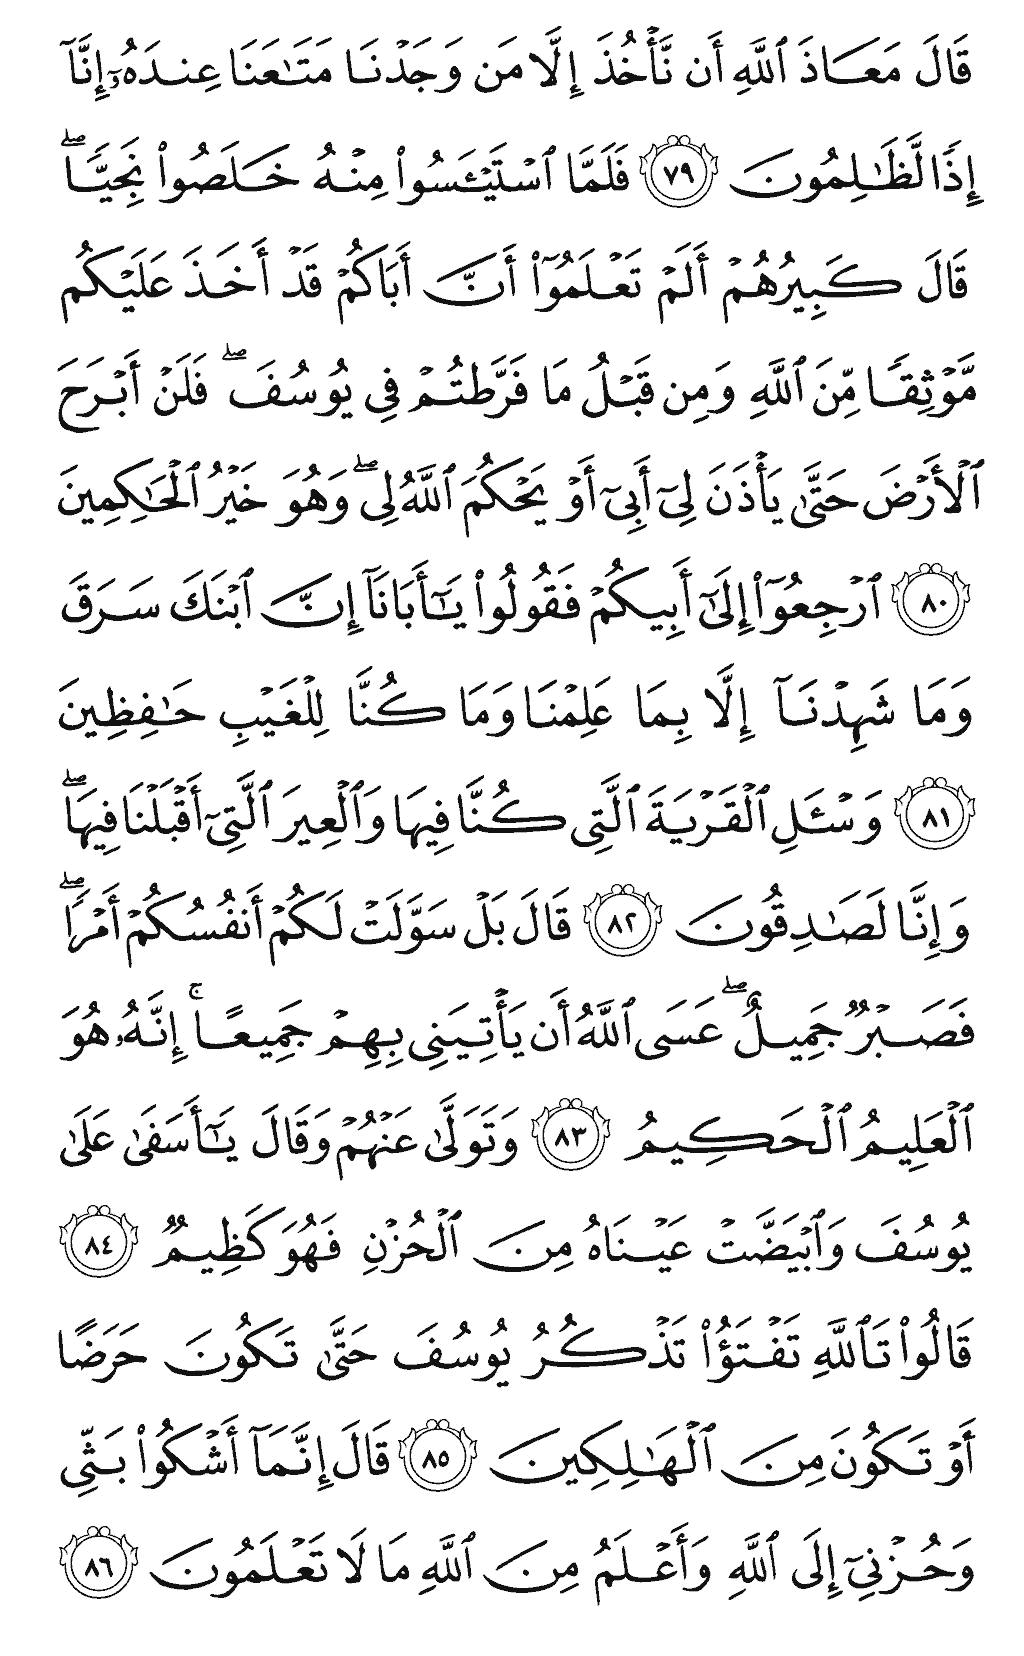 قَالَ مَعَاذَ ٱللَّهِ أَن نَّأۡخُذَ إِلَّا مَن وَجَدۡنَا مَتَٰعَنَا عِندَهُۥٓ إِنَّآ
إِذٗا لَّظَٰلِمُونَ ٧٩ فَلَمَّا ٱسۡتَيۡـَٔسُواْ مِنۡهُ خَلَصُواْ نَجِيّٗاۖ
قَالَ كَبِيرُهُمۡ أَلَمۡ تَعۡلَمُوٓاْ أَنَّ أَبَاكُمۡ قَدۡ أَخَذَ عَلَيۡكُم
مَّوۡثِقٗا مِّنَ ٱللَّهِ وَمِن قَبۡلُ مَا فَرَّطتُمۡ فِي يُوسُفَۖ فَلَنۡ أَبۡرَحَ
ٱلۡأَرۡضَ حَتَّىٰ يَأۡذَنَ لِيٓ أَبِيٓ أَوۡ يَحۡكُمَ ٱللَّهُ لِيۖ وَهُوَ خَيۡرُ ٱلۡحَٰكِمِينَ
٨٠ ٱرۡجِعُوٓاْ إِلَىٰٓ أَبِيكُمۡ فَقُولُواْ يَٰٓأَبَانَآ إِنَّ ٱبۡنَكَ سَرَقَ
وَمَا شَهِدۡنَآ إِلَّا بِمَا عَلِمۡنَا وَمَا كُنَّا لِلۡغَيۡبِ حَٰفِظِينَ
٨١ وَسۡـَٔلِ ٱلۡقَرۡيَةَ ٱلَّتِي كُنَّا فِيهَا وَٱلۡعِيرَ ٱلَّتِيٓ أَقۡبَلۡنَا فِيهَاۖ
وَإِنَّا لَصَٰدِقُونَ ٨٢ قَالَ بَلۡ سَوَّلَتۡ لَكُمۡ أَنفُسُكُمۡ أَمۡرٗاۖ
فَصَبۡرٞ جَمِيلٌۖ عَسَى ٱللَّهُ أَن يَأۡتِيَنِي بِهِمۡ جَمِيعًاۚ إِنَّهُۥ هُوَ
ٱلۡعَلِيمُ ٱلۡحَكِيمُ ٨٣ وَتَوَلَّىٰ عَنۡهُمۡ وَقَالَ يَٰٓأَسَفَىٰ عَلَىٰ
يُوسُفَ وَٱبۡيَضَّتۡ عَيۡنَاهُ مِنَ ٱلۡحُزۡنِ فَهُوَ كَظِيمٞ ٨٤
قَالُواْ تَٱللَّهِ تَفۡتَؤُاْ تَذۡكُرُ يُوسُفَ حَتَّىٰ تَكُونَ حَرَضًا
أَوۡ تَكُونَ مِنَ ٱلۡهَٰلِكِينَ ٨٥ قَالَ إِنَّمَآ أَشۡكُواْ بَثِّي
وَحُزۡنِيٓ إِلَى ٱللَّهِ وَأَعۡلَمُ مِنَ ٱللَّهِ مَا لَا تَعۡلَمُونَ ٨٦